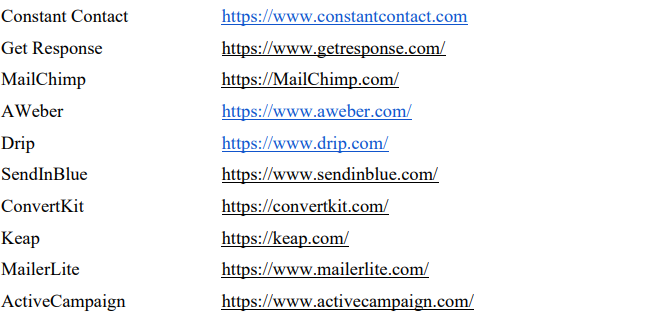 Constant Contact https://www.constantcontact.com
Get Response https://www.getresponse.com/
MailChimp https://MailChimp.com/
AWeber https://www.aweber.com/
Drip https://www.drip.com/
SendInBlue https://www.sendinblue.com/
ConvertKit https://convertkit.com/
Keap https://keap.com/
MailerLite https://www.mailerlite.com/
ActiveCampaign https://www.activecampaign.com/